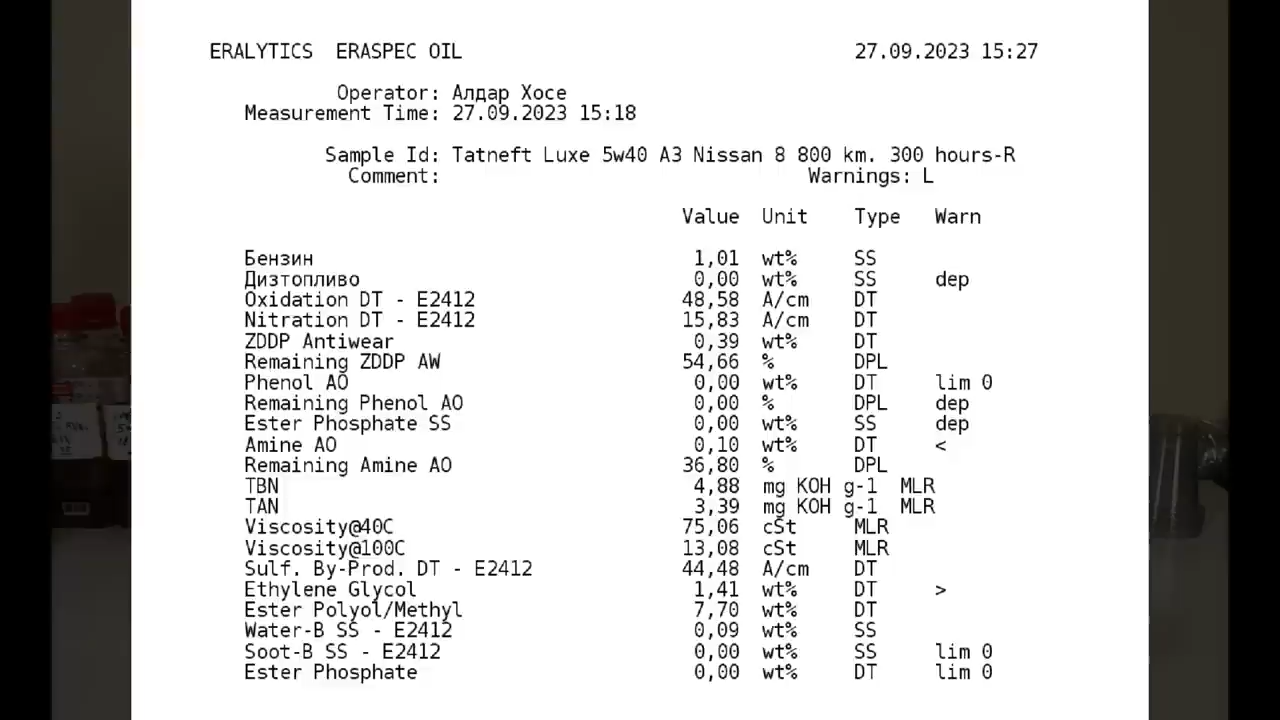 ERALYTICS ERASPEC OIL 27.09.2023 15:27
Operator: Алдар Хосе
Measurement Time: 27.09.2023 15:18
Sample Id: Tatneft Luxe 5w40 A3 Nissan 8 800 km. 300 hours-R
Comment: Warnings: L
Value Unit Type Warn
Бензин 1,01 wt% SS
Дизтопливо 0,00 wt% SS dep
Oxidation DT - E2412 48,58 A/cm DT
Nitration DT - E2412 15,83 A/cm DT
ZDDP Antiwear 0,39 wt% DT
Remaining ZDDP AW 54,66 % DPL
Phenol AO 0,00 wt% DT lim 0
Remaining Phenol AO 0,00 % DPL dep
Ester Phosphate SS 0,00 wt% SS dep
Amine AO 0,10 wt% DT <
Remaining Amine AO 36,80 % DPL
TBN 4,88 mg KOH g-1 MLR
TAN 3,39 mg KOH g-1 MLR
Viscosity@40C 75,06 cSt MLR
Viscosity@100C 13,08 cSt MLR
Sulf. By-Prod. DT - E2412 44,48 A/cm DT
Ethylene Glycol 1,41 wt% DT >
Ester Polyol/Methyl 7,70 wt% DT
Water-B SS - E2412 0,09 wt% SS
Soot-B SS - E2412 0,00 wt% SS lim 0
Ester Phosphate 0,00 wt% DT lim 0